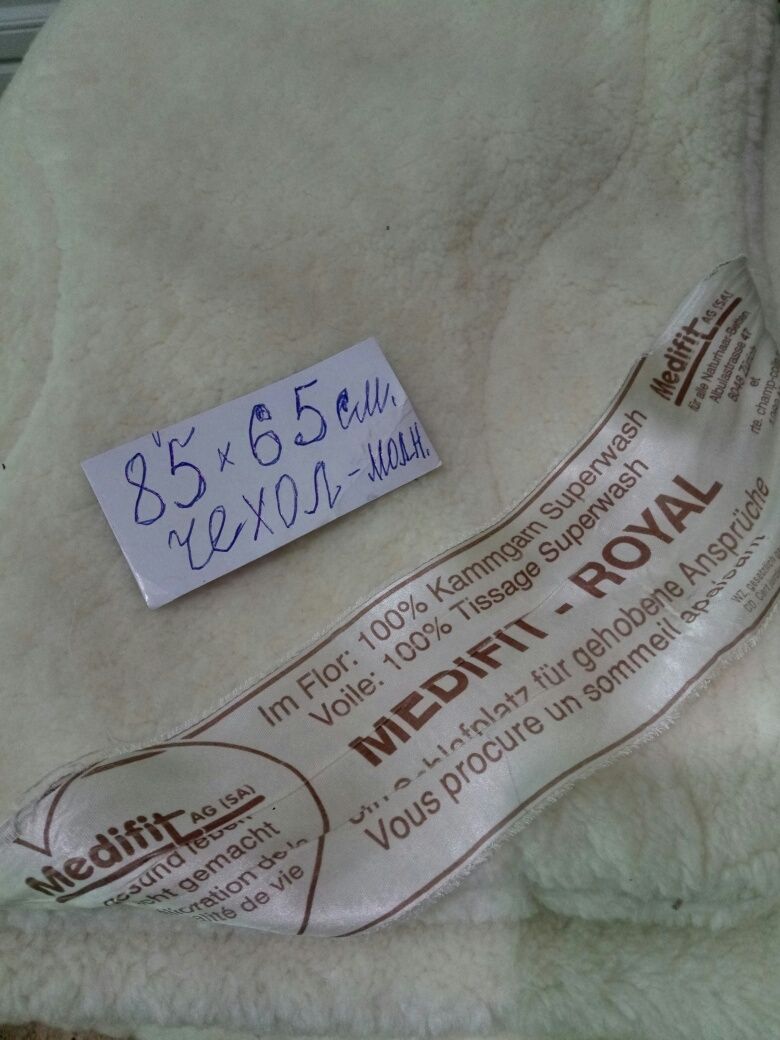 85 x 65 см.
чехол-молн.
Medifit AG (SA)
für alle Naturhaar-Betten
Albulastrasse 47
8048
et
Im Flor: 100% Kammgarn Superwash
Voile: 100% Tissage Superwash
MEDIFIT - ROYAL
für gehobene Ansprüche
Vous procure un sommeil apaisant
Medifit AG (SA)
gemacht
de vie